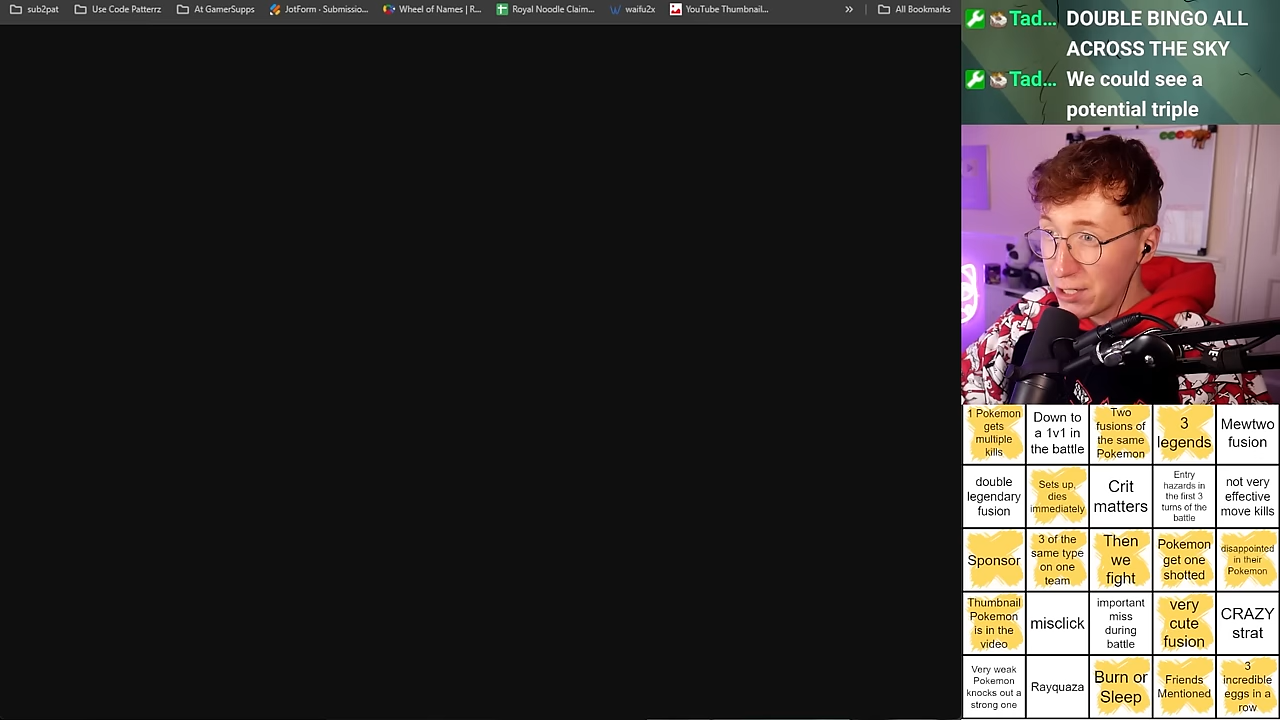 sub2pat Use Code Patterrz At GamerSupps JotForm · Submissio... Wheel of Names | R... Royal Noodle Claim... waifu2x YouTube Thumbnail... » All Bookmarks
Tad... DOUBLE BINGO ALL
ACROSS THE SKY
Tad... We could see a
potential triple
1 Pokemon
gets
multiple
kills
Down to
a 1v1 in
the battle
Two
fusions of
the same
Pokemon
3
legends
Mewtwo
fusion
double
legendary
fusion
Sets up,
dies
immediately
Crit
matters
Entry
hazards in
the first 3
turns of the
battle
not very
effective
move kills
Sponsor
3 of the
same type
on one
team
Then
we
fight
Pokemon
get one
shotted
disappointed
in their
Pokemon
Thumbnail
Pokemon
is in the
video
misclick
important
miss
during
battle
very
cute
fusion
CRAZY
strat
Very weak
Pokemon
knocks out a
strong one
Rayquaza
Burn or
Sleep
Friends
Mentioned
3
incredible
eggs in a
row